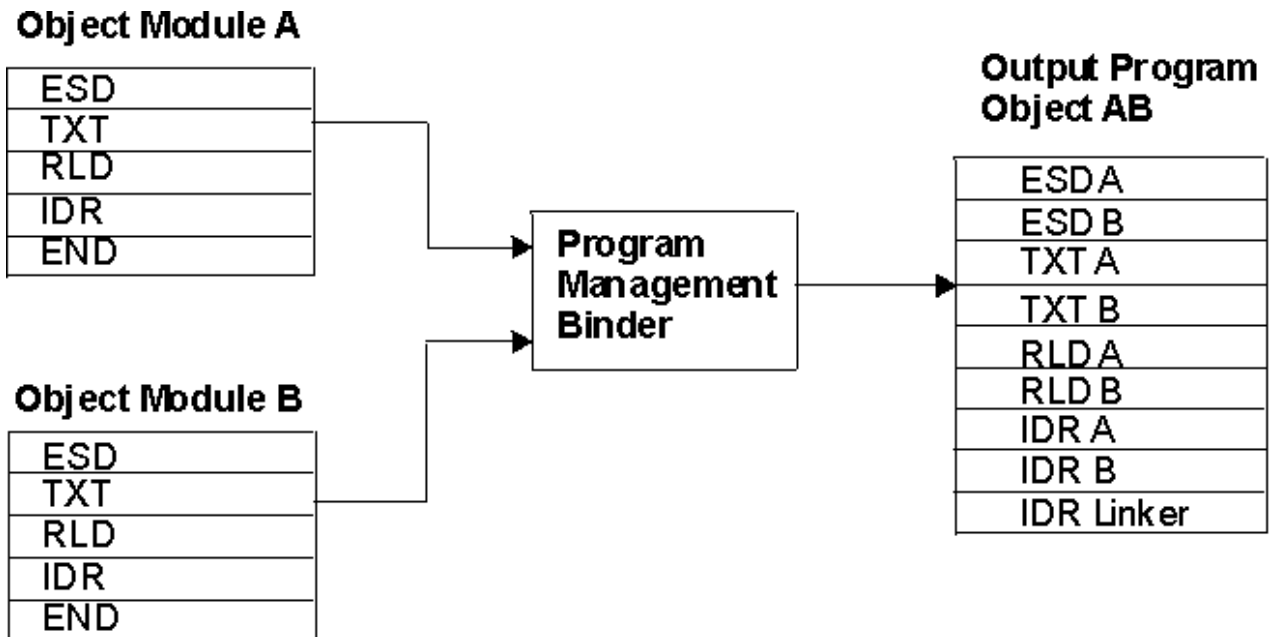 Object Module A
ESD
TXT
RLD
IDR
END
Object Module B
ESD
TXT
RLD
IDR
END
Program
Management
Binder
Output Program
Object AB
ESD A
ESD B
TXT A
TXT B
RLD A
RLD B
IDR A
IDR B
IDR Linker